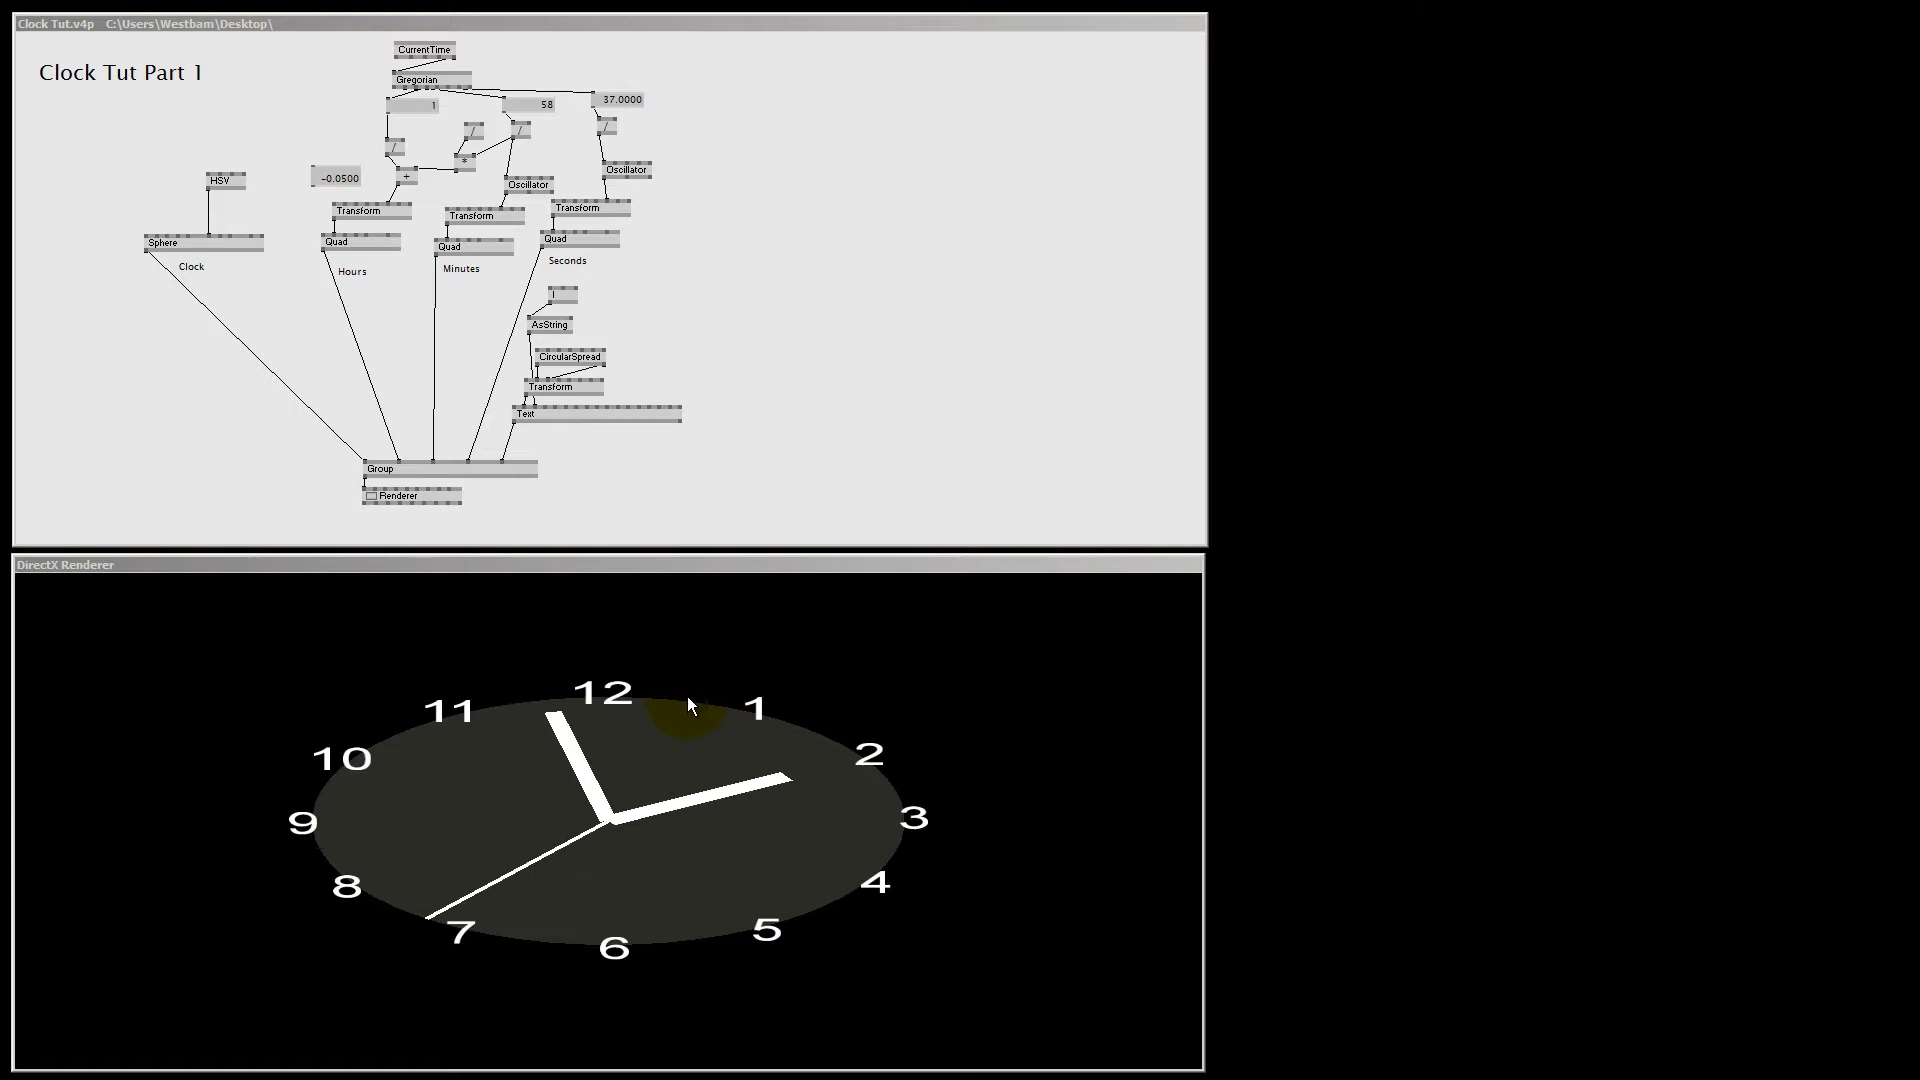 Clock Tut.v4p C:\Users\Westbam\Desktop\
CurrentTime
Clock Tut Part 1
Gregorian
1
58
37.0000
/
/
/
/
*
Oscillator
+
-0.0500
HSV
Oscillator
Transform
Transform
Transform
Sphere
Quad
Quad
Quad
Clock
Hours
Minutes
Seconds
I
AsString
CircularSpread
Transform
Text
Group
Renderer
DirectX Renderer
12
11
1
10
2
9
3
8
4
7
5
6